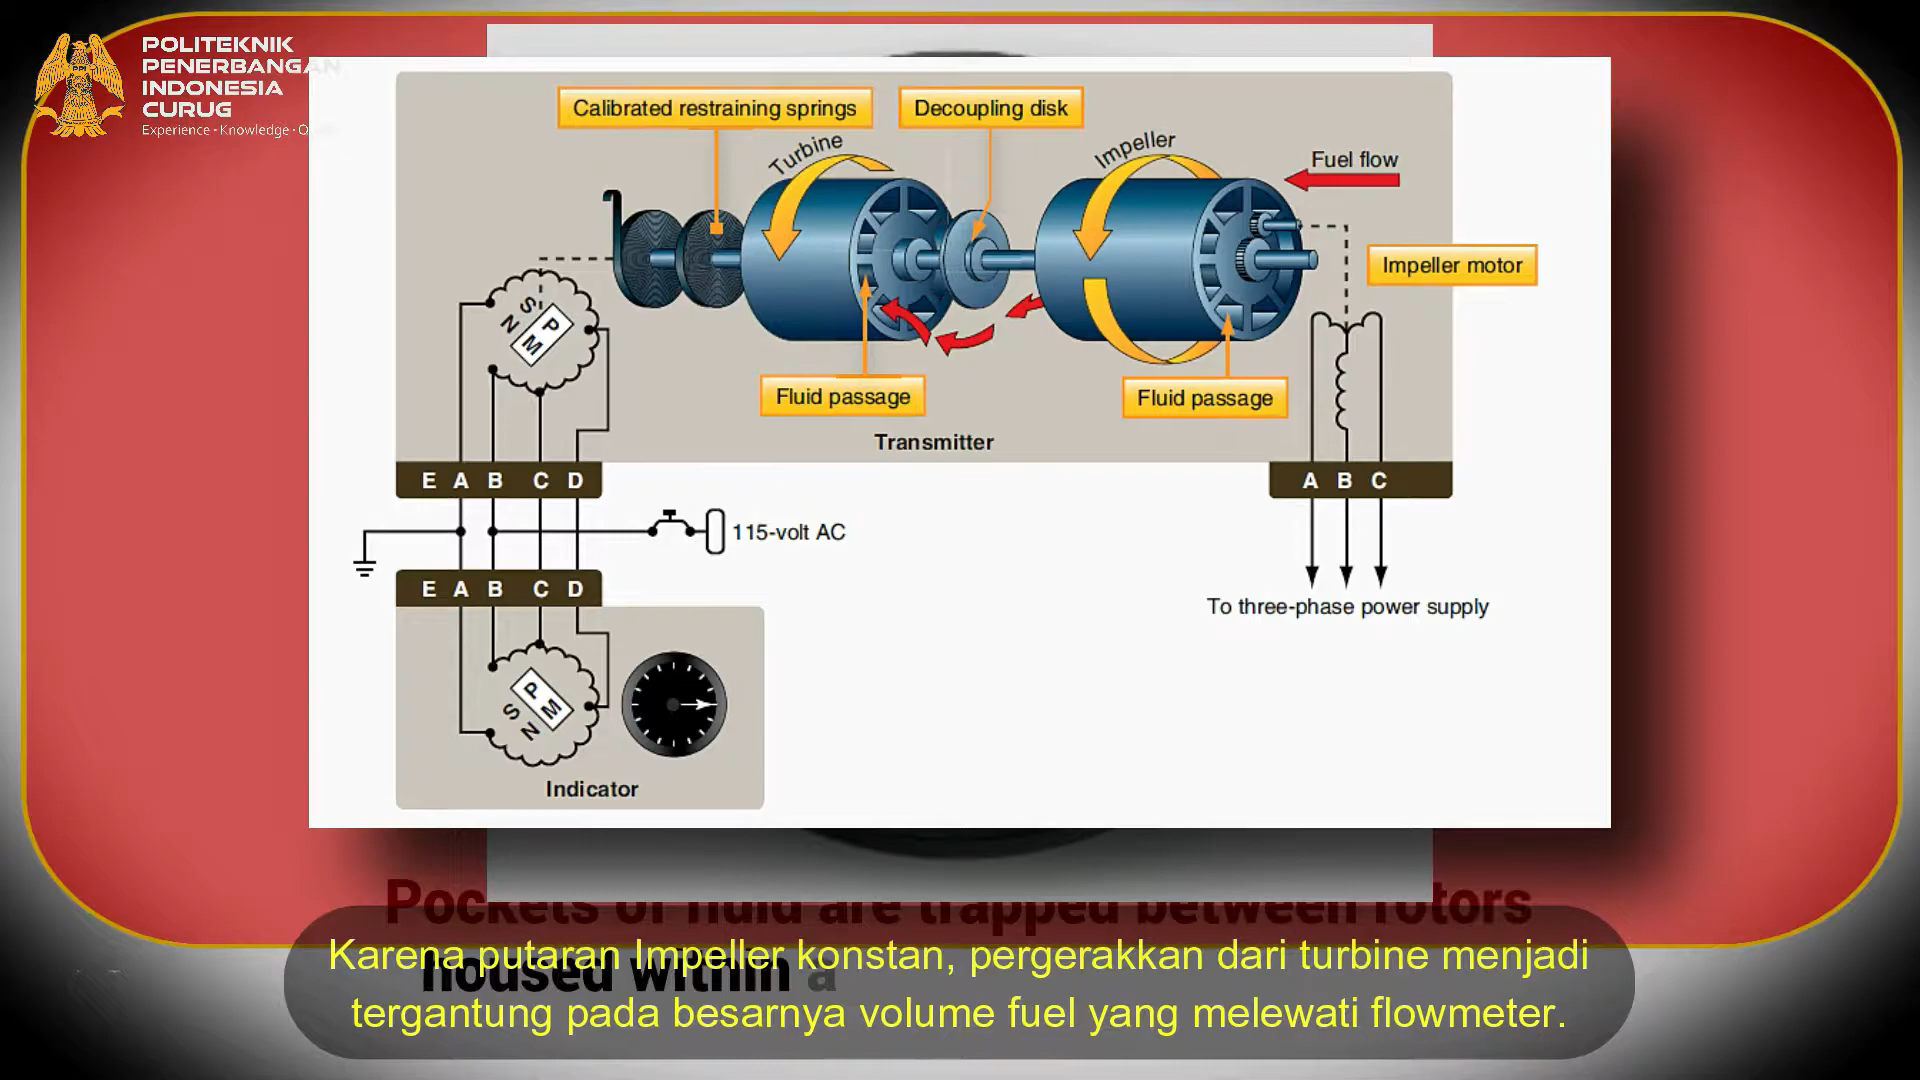 POLITEKNIK
PENERBANGAN
INDONESIA
CURUG
Experience · Knowledge ·
Calibrated restraining springs
Decoupling disk
Turbine
Impeller
Fuel flow
Impeller motor
S
N
P
M
Fluid passage
Fluid passage
Transmitter
E A B C D
A B C
115-volt AC
E A B C D
To three-phase power supply
P
M
S
N
Indicator
Pockets of fluid are trapped between rotors
housed within a
Karena putaran Impeller konstan, pergerakkan dari turbine menjadi
tergantung pada besarnya volume fuel yang melewati flowmeter.